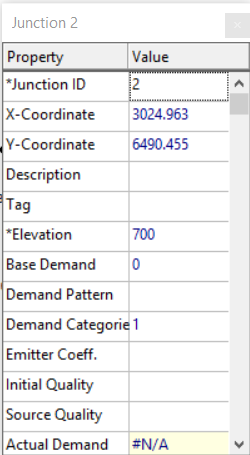 Junction 2
Property Value
*Junction ID 2
X-Coordinate 3024.963
Y-Coordinate 6490.455
Description
Tag
*Elevation 700
Base Demand 0
Demand Pattern
Demand Categorie 1
Emitter Coeff.
Initial Quality
Source Quality
Actual Demand #N/A